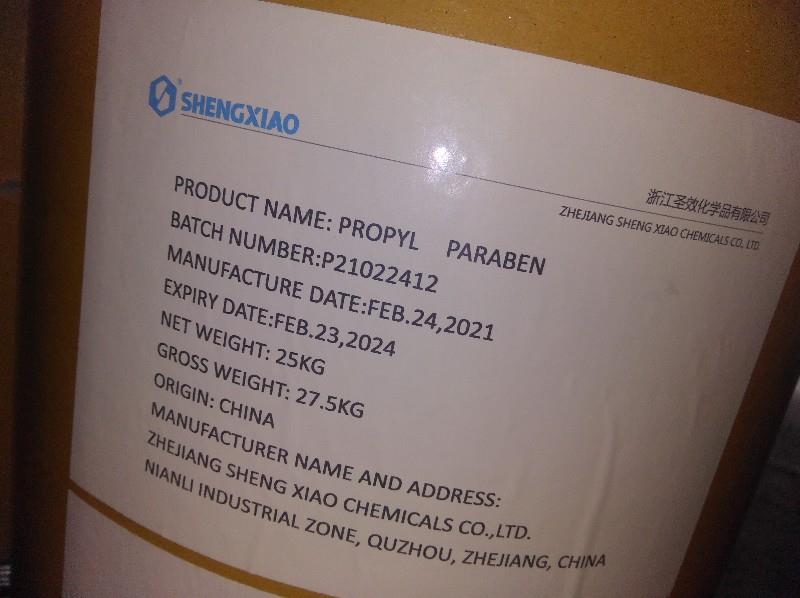 SHENGXIAO
浙江圣效化学品有限公司
ZHEJIANG SHENG XIAO CHEMICALS CO., LTD.
PRODUCT NAME: PROPYL PARABEN
BATCH NUMBER:P21022412
MANUFACTURE DATE:FEB.24,2021
EXPIRY DATE:FEB.23,2024
NET WEIGHT: 25KG
GROSS WEIGHT: 27.5KG
ORIGIN: CHINA
MANUFACTURER NAME AND ADDRESS:
ZHEJIANG SHENG XIAO CHEMICALS CO.,LTD.
NIANLI INDUSTRIAL ZONE, QUZHOU, ZHEJIANG, CHINA